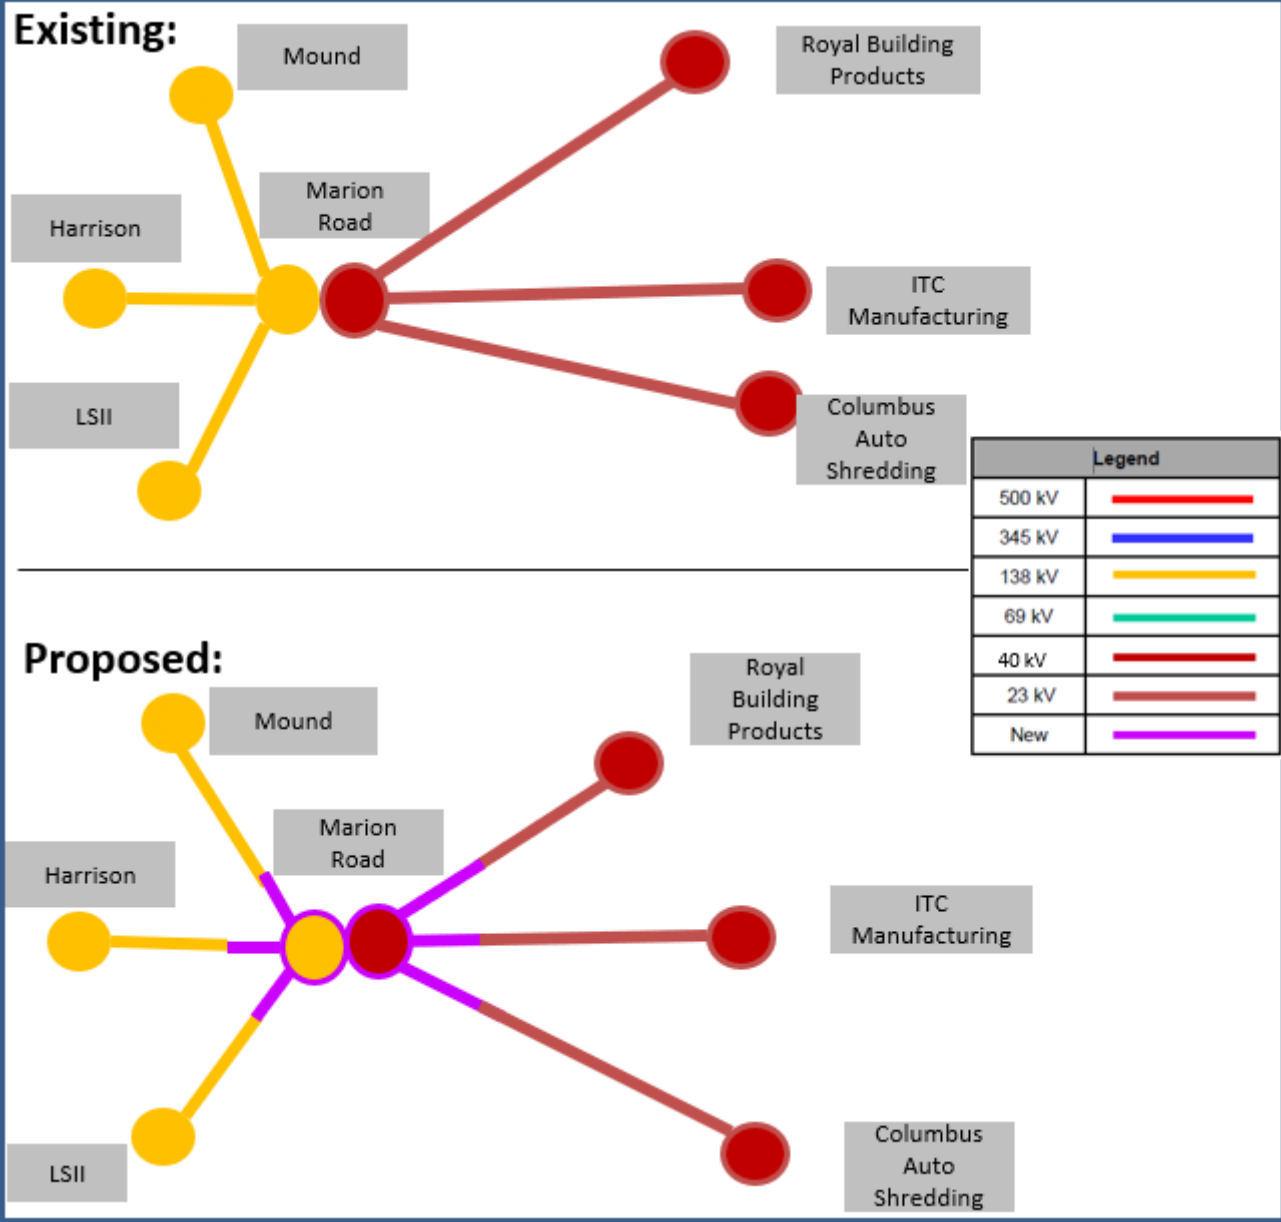 Existing:
Mound
Royal Building
Products
Marion
Road
Harrison
ITC
Manufacturing
LSII
Columbus
Auto
Shredding
Legend
500 kV
345 kV
138 kV
69 kV
40 kV
23 kV
New
Proposed:
Royal
Building
Products
Mound
Marion
Road
Harrison
ITC
Manufacturing
Columbus
Auto
Shredding
LSII